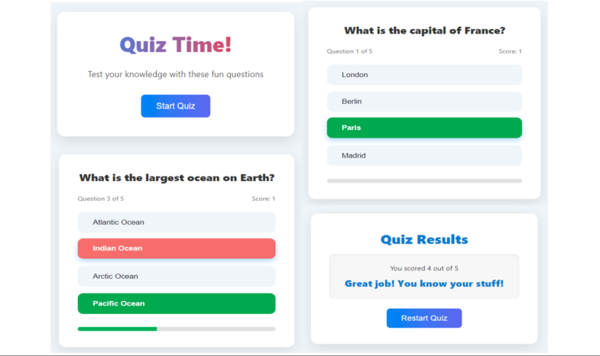 Quiz Time!
Test your knowledge with these fun questions
Start Quiz
What is the largest ocean on Earth?
Question 3 of 5 Score: 1
Atlantic Ocean
Indian Ocean
Arctic Ocean
Pacific Ocean
What is the capital of France?
Question 1 of 5 Score: 1
London
Berlin
Paris
Madrid
Quiz Results
You scored 4 out of 5
Great job! You know your stuff!
Restart Quiz